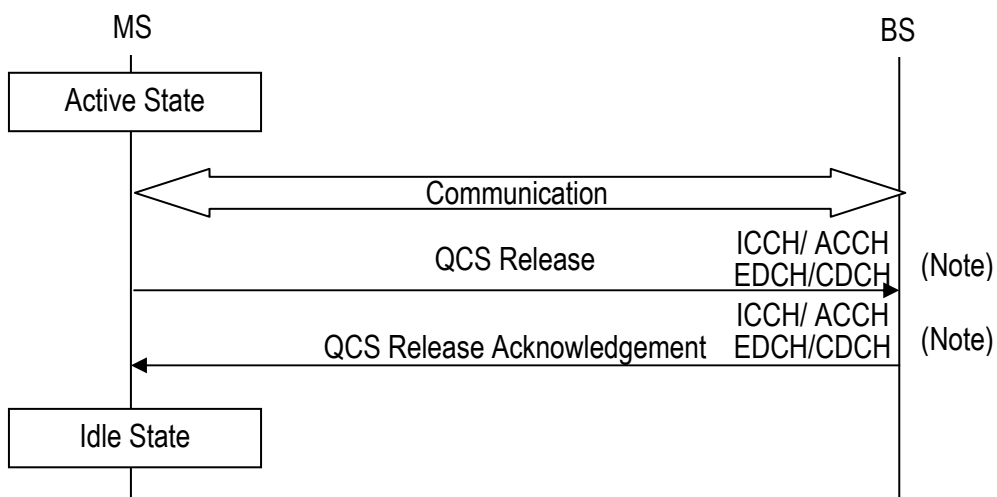 MS
BS
Active State
Communication
QCS Release
ICCH/ ACCH
EDCH/CDCH
(Note)
QCS Release Acknowledgement
ICCH/ ACCH
EDCH/CDCH
(Note)
Idle State